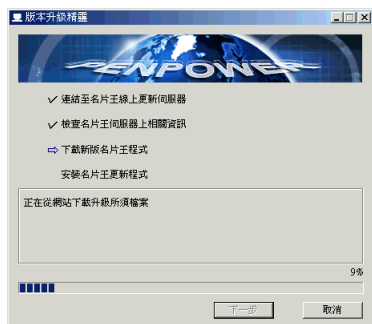 版本升級精靈
PENPOWER
連結至名片王線上更新伺服器
檢查名片王伺服器上相關資訊
下載新版名片王程式
安裝名片王更新程式
正在從網站下載升級所須檔案
9%
下一步
取消